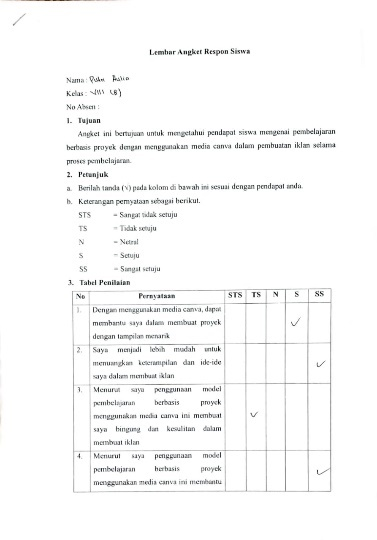 Lembar Angket Respon Siswa
Nama : Putri Aulia
Kelas : VIII (B)
No Absen :
1. Tujuan
Angket ini bertujuan untuk mengetahui pendapat siswa mengenai pembelajaran
berbasis proyek dengan menggunakan media canva dalam pembuatan iklan selama
proses pembelajaran.
2. Petunjuk
a. Berilah tanda (√) pada kolom di bawah ini sesuai dengan pendapat anda.
b. Keterangan pernyataan sebagai berikut.
STS = Sangat tidak setuju
TS = Tidak setuju
N = Netral
S = Setuju
SS = Sangat setuju
3. Tabel Penilaian
No Pernyataan STS TS N S SS
1. Dengan menggunakan media canva, dapat
membantu saya dalam membuat proyek ✓
dengan tampilan menarik
2. Saya menjadi lebih mudah untuk
menuangkan keterampilan dan ide-ide ✓
saya dalam membuat iklan
3. Menurut saya penggunaan model
pembelajaran berbasis proyek
menggunakan media canva ini membuat ✓
saya bingung dan kesulitan dalam
membuat iklan
4. Menurut saya penggunaan model
pembelajaran berbasis proyek ✓
menggunakan media canva ini membantu